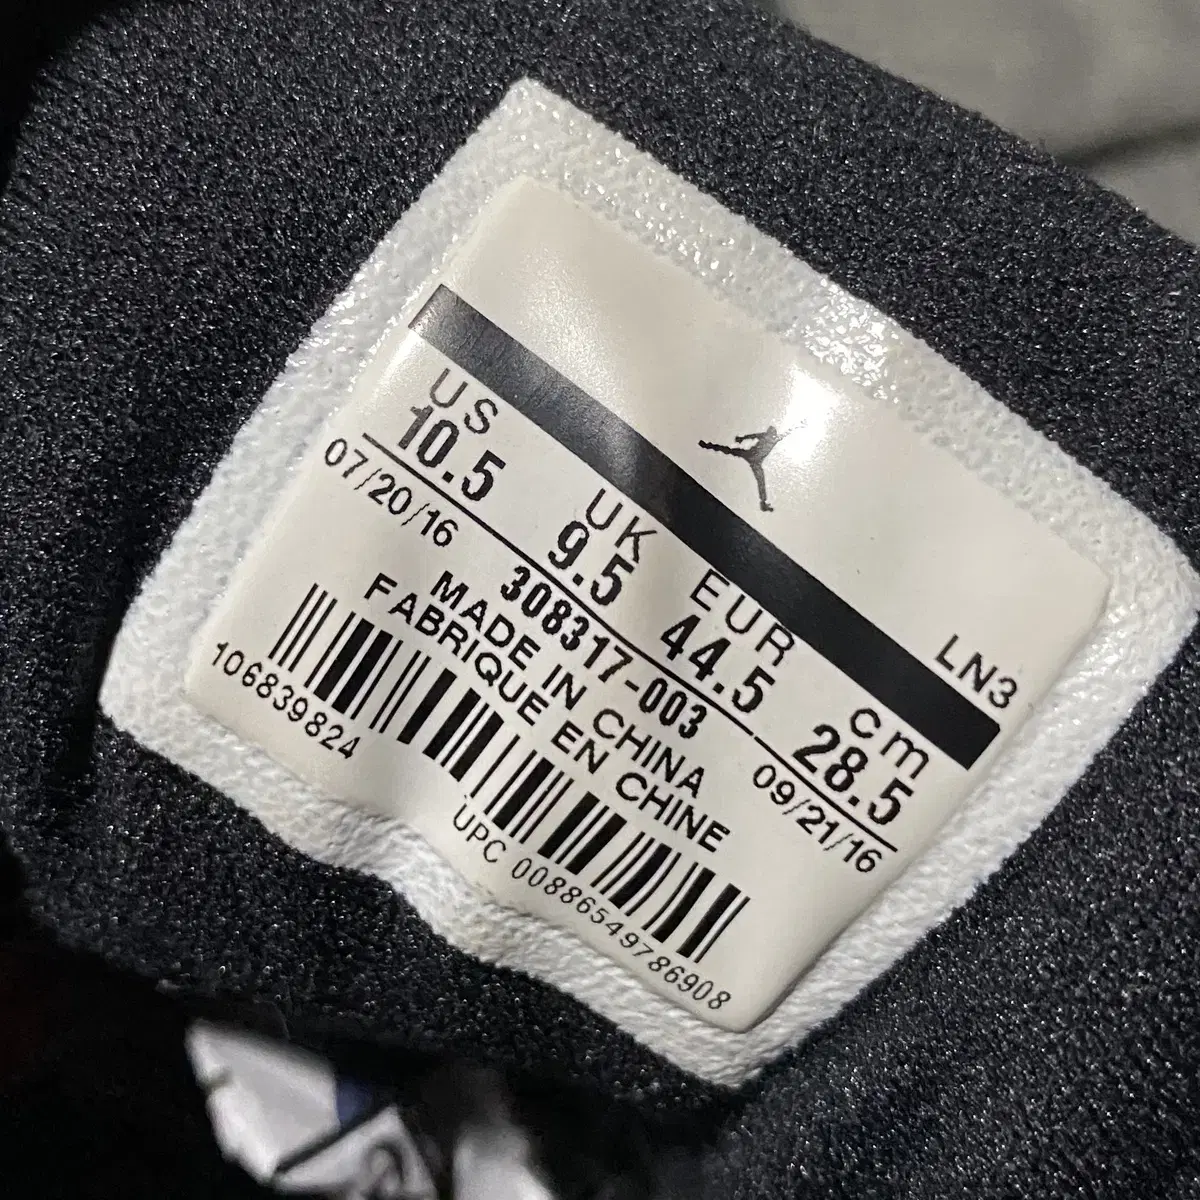 LN3
US UK EUR cm
10.5 9.5 44.5 28.5
07/20/16 308317-003 09/21/16
MADE IN CHINA
FABRIQUE EN CHINE
106839824
UPC 00886549786908